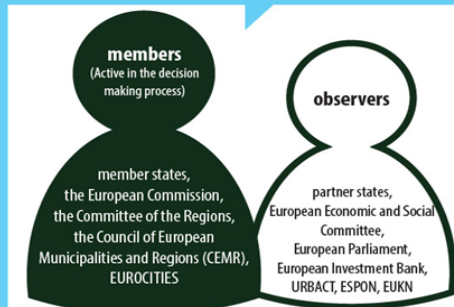 members
(Active in the decision
making process)
member states,
the European Commission,
the Committee of the Regions,
the Council of European
Municipalities and Regions (CEMR),
EUROCITIES
observers
partner states,
European Economic and Social
Committee,
European Parliament,
European Investment Bank,
URBACT, ESPON, EUKN